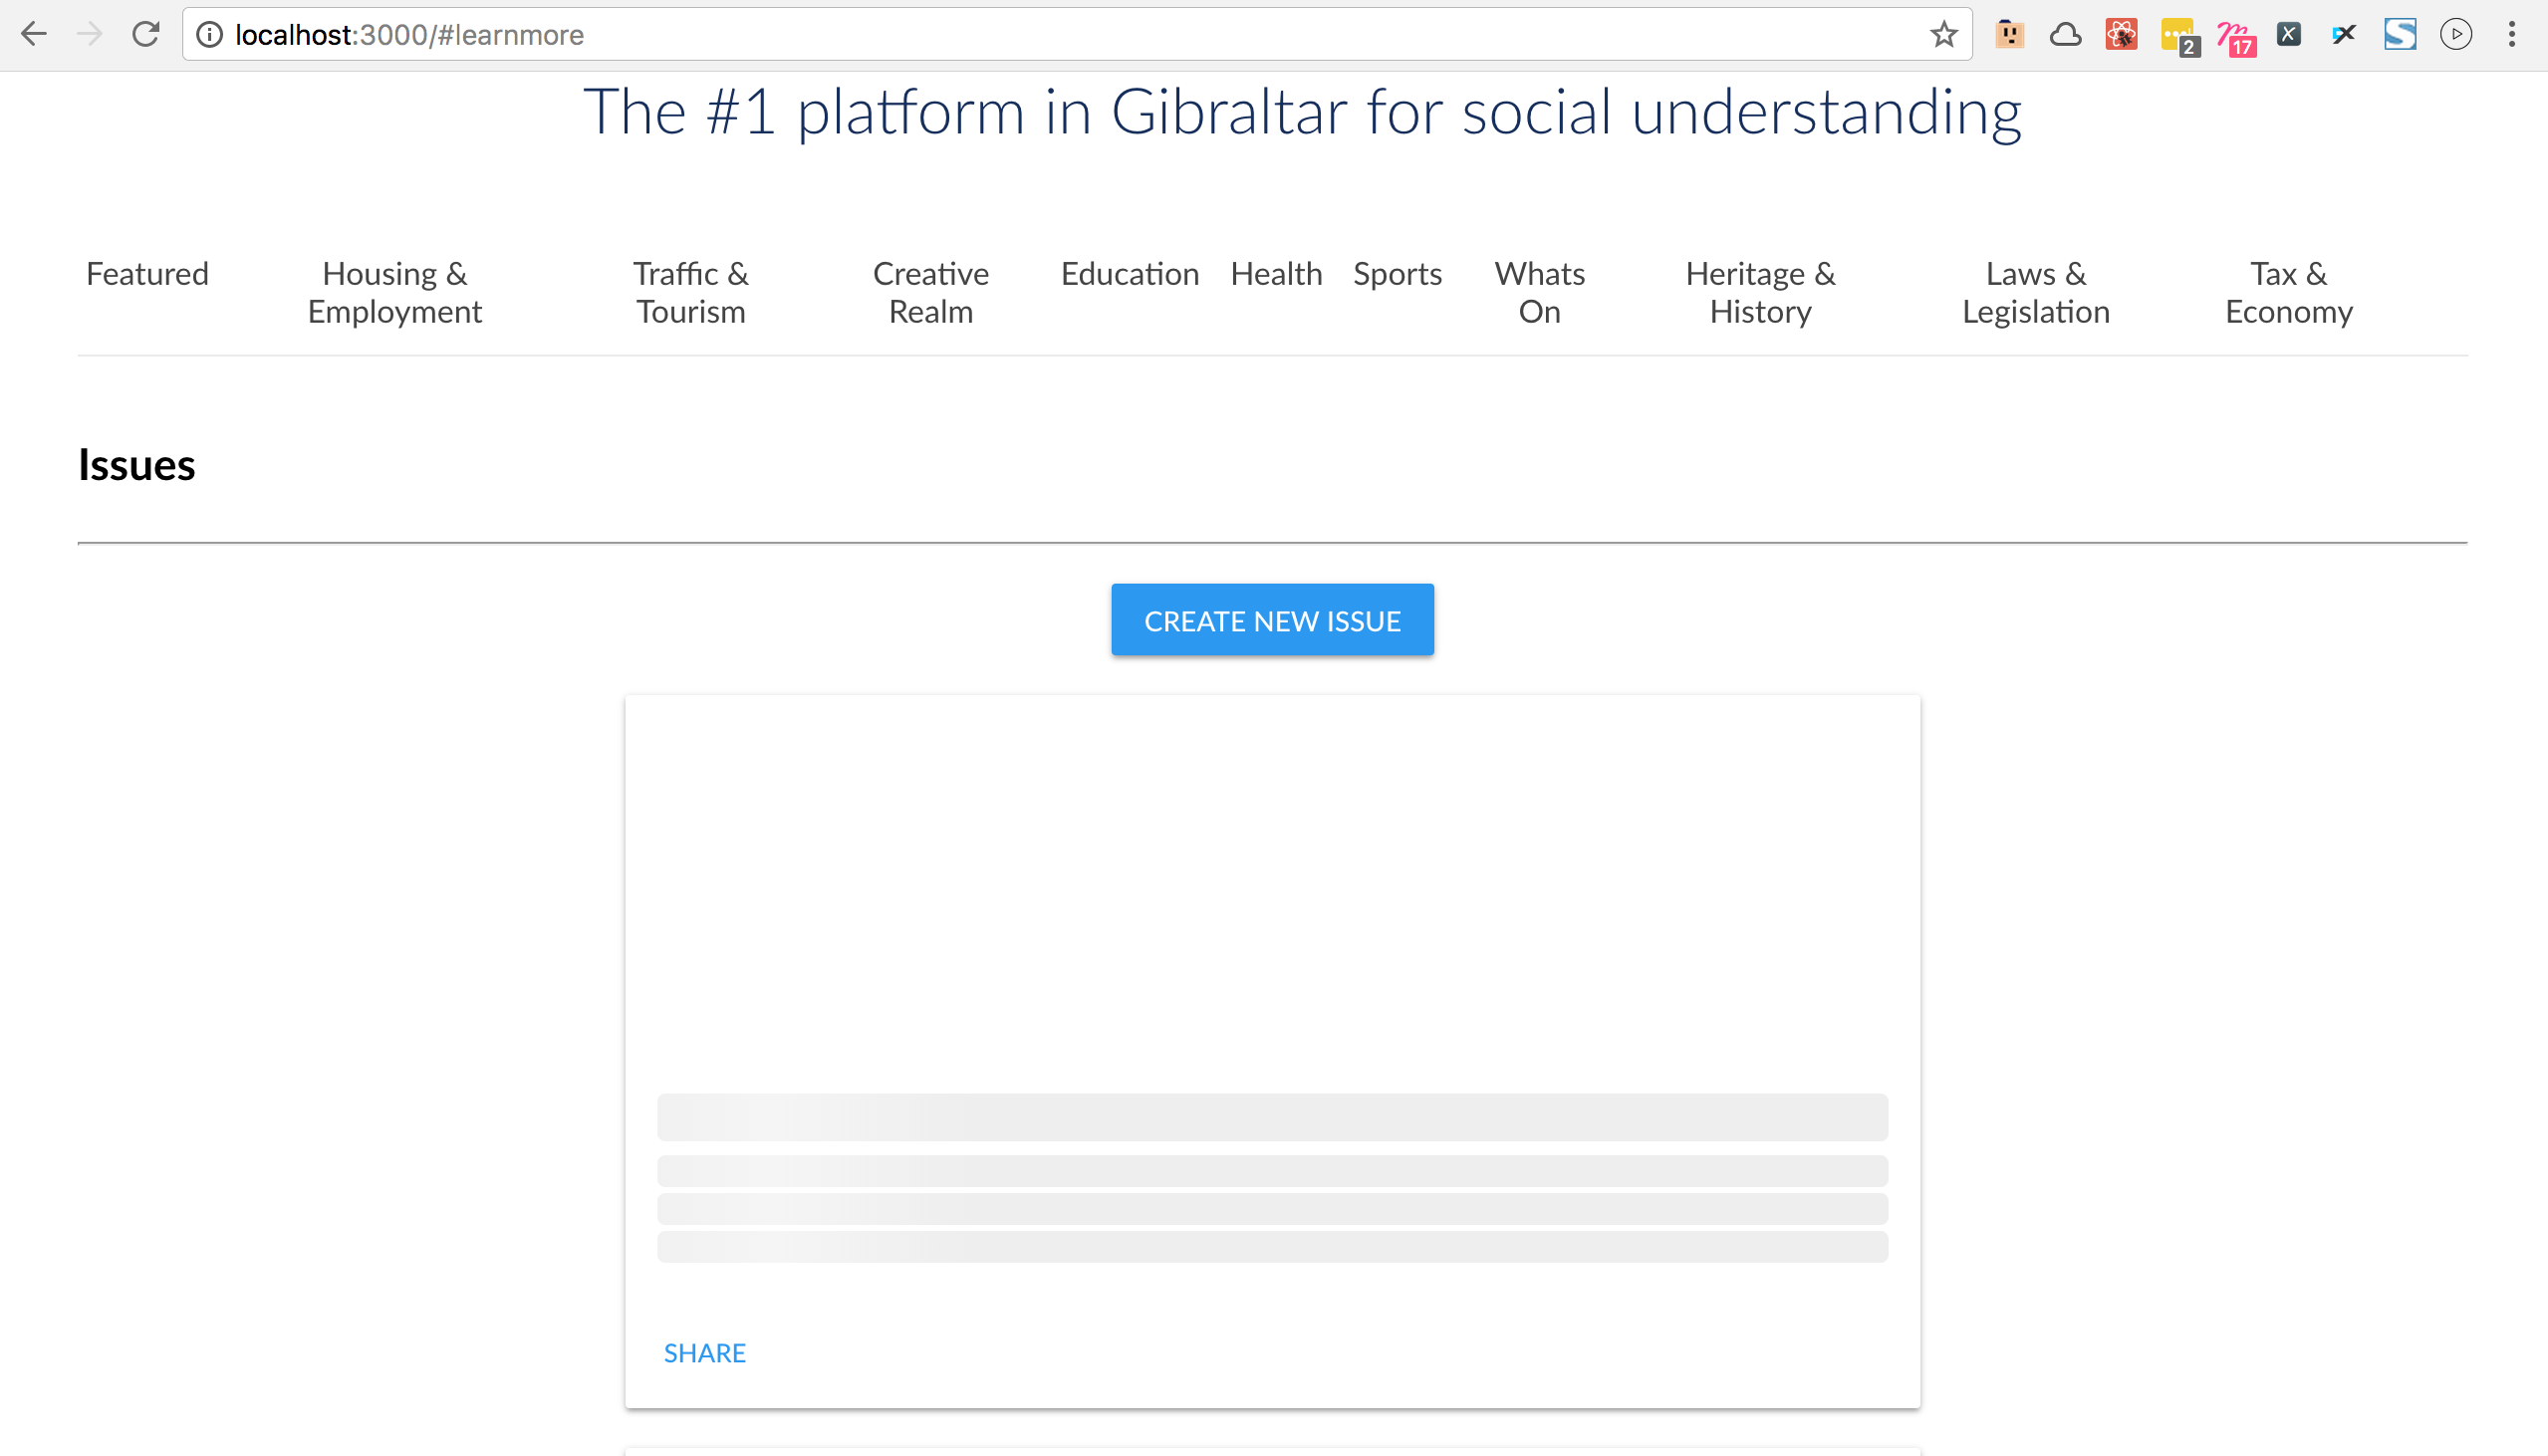 localhost:3000/#learnmore
2
17
The #1 platform in Gibraltar for social understanding
Featured
Housing &
Employment
Traffic &
Tourism
Creative
Realm
Education
Health
Sports
Whats
On
Heritage &
History
Laws &
Legislation
Tax &
Economy
Issues
CREATE NEW ISSUE
SHARE